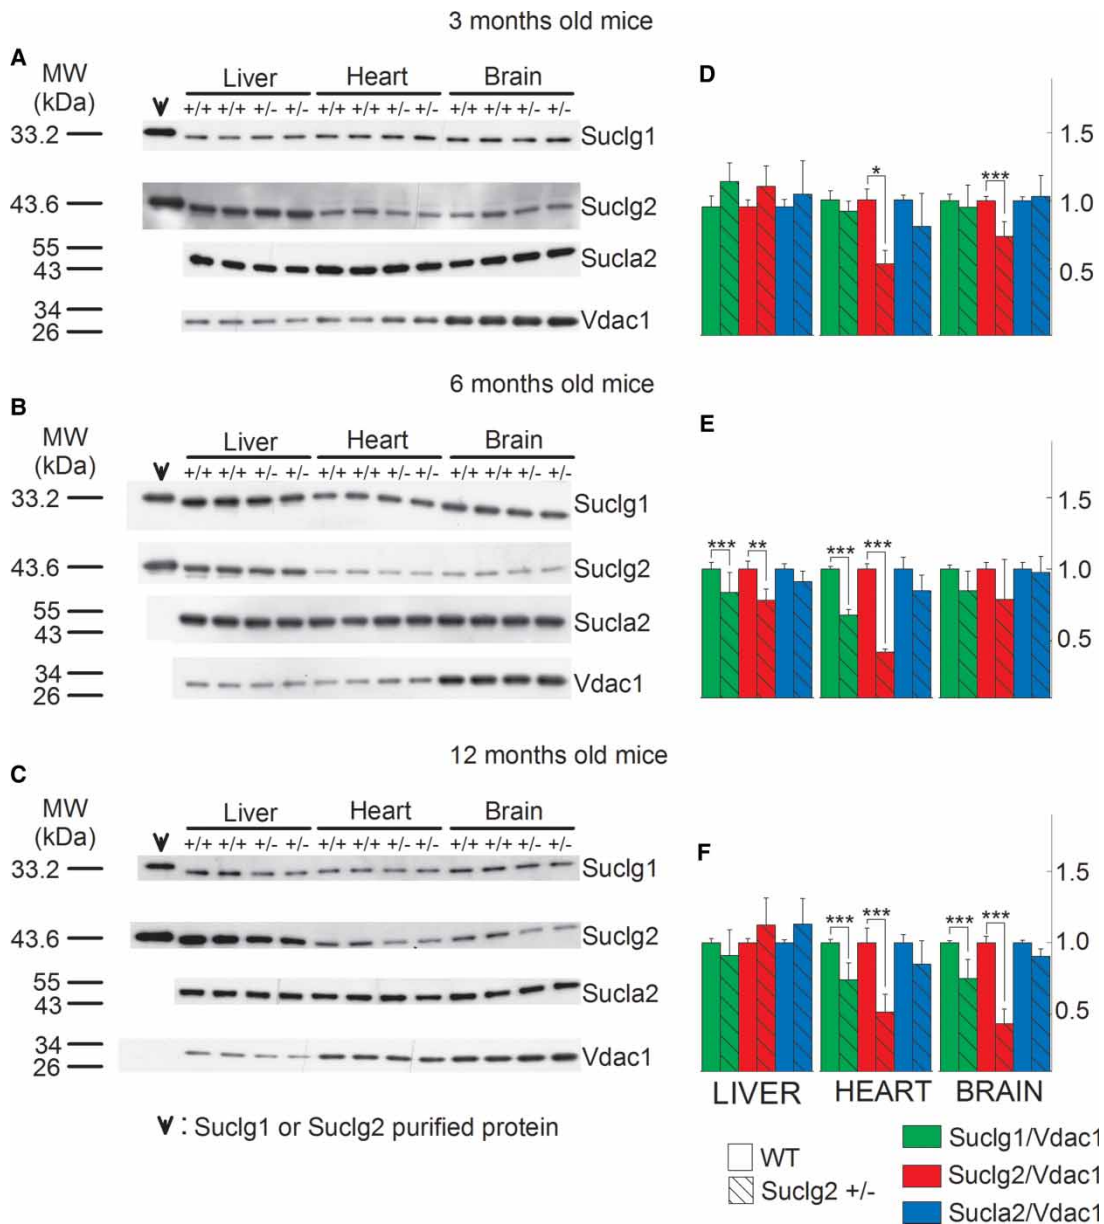 3 months old mice
A
MW
(kDa)
Liver Heart Brain
+/+ +/+ +/- +/- +/+ +/+ +/- +/- +/+ +/+ +/- +/-
33.2
Suclg1
43.6
Suclg2
55
43
Sucla2
34
26
Vdac1
D
* ***
1.5
1.0
0.5
6 months old mice
B
MW
(kDa)
Liver Heart Brain
+/+ +/+ +/- +/- +/+ +/+ +/- +/- +/+ +/+ +/- +/-
33.2
Suclg1
43.6
Suclg2
55
43
Sucla2
34
26
Vdac1
E
*** ** *** ***
1.5
1.0
0.5
12 months old mice
C
MW
(kDa)
Liver Heart Brain
+/+ +/+ +/- +/- +/+ +/+ +/- +/- +/+ +/+ +/- +/-
33.2
Suclg1
43.6
Suclg2
55
43
Sucla2
34
26
Vdac1
: Suclg1 or Suclg2 purified protein
F
*** *** *** ***
1.5
1.0
0.5
LIVER HEART BRAIN
WT
Suclg2 +/-
Suclg1/Vdac1
Suclg2/Vdac1
Sucla2/Vdac1